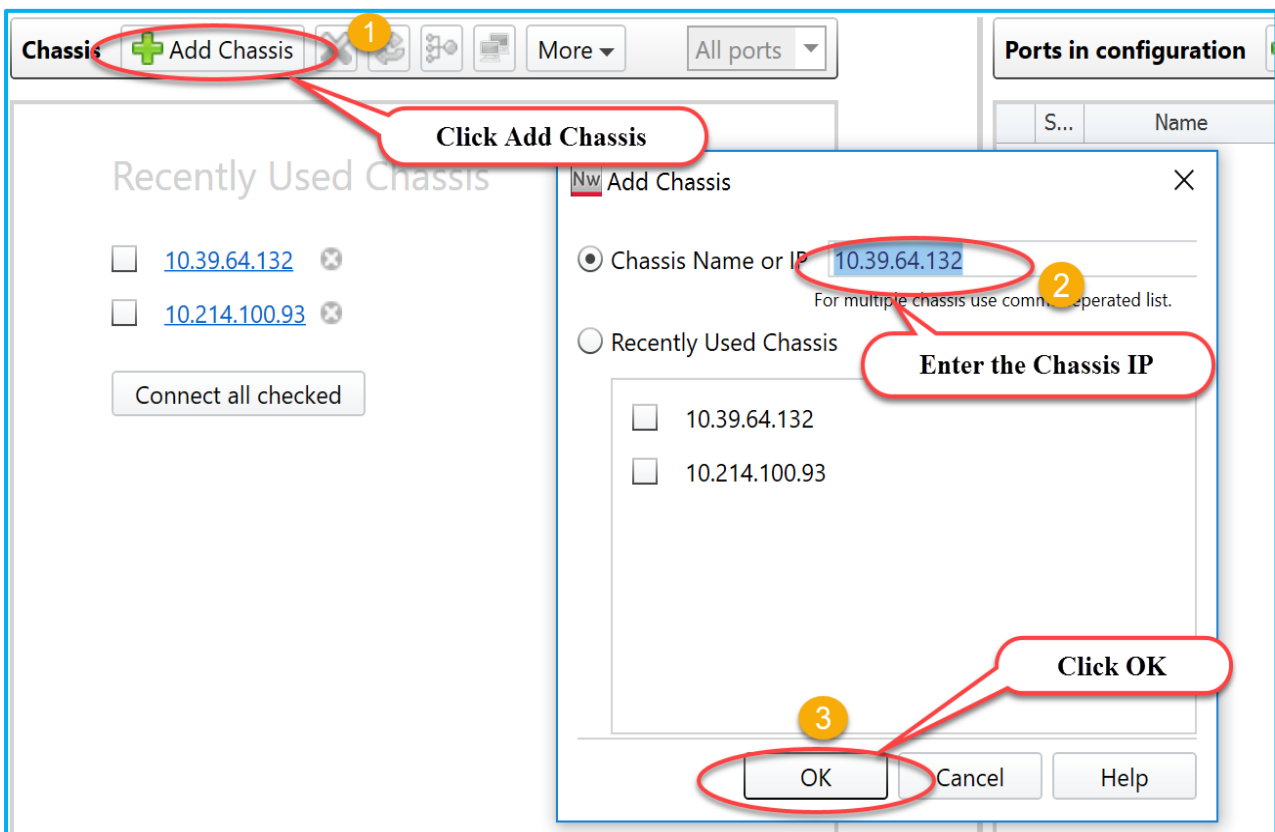 Chassis Add Chassis 1 More All ports
Ports in configuration
S... Name
Click Add Chassis
Recently Used Chassis
10.39.64.132
10.214.100.93
Connect all checked
Nw Add Chassis
Chassis Name or IP 10.39.64.132
2
For multiple chassis use comma seperated list.
Recently Used Chassis
Enter the Chassis IP
10.39.64.132
10.214.100.93
Click OK
3
OK Cancel Help